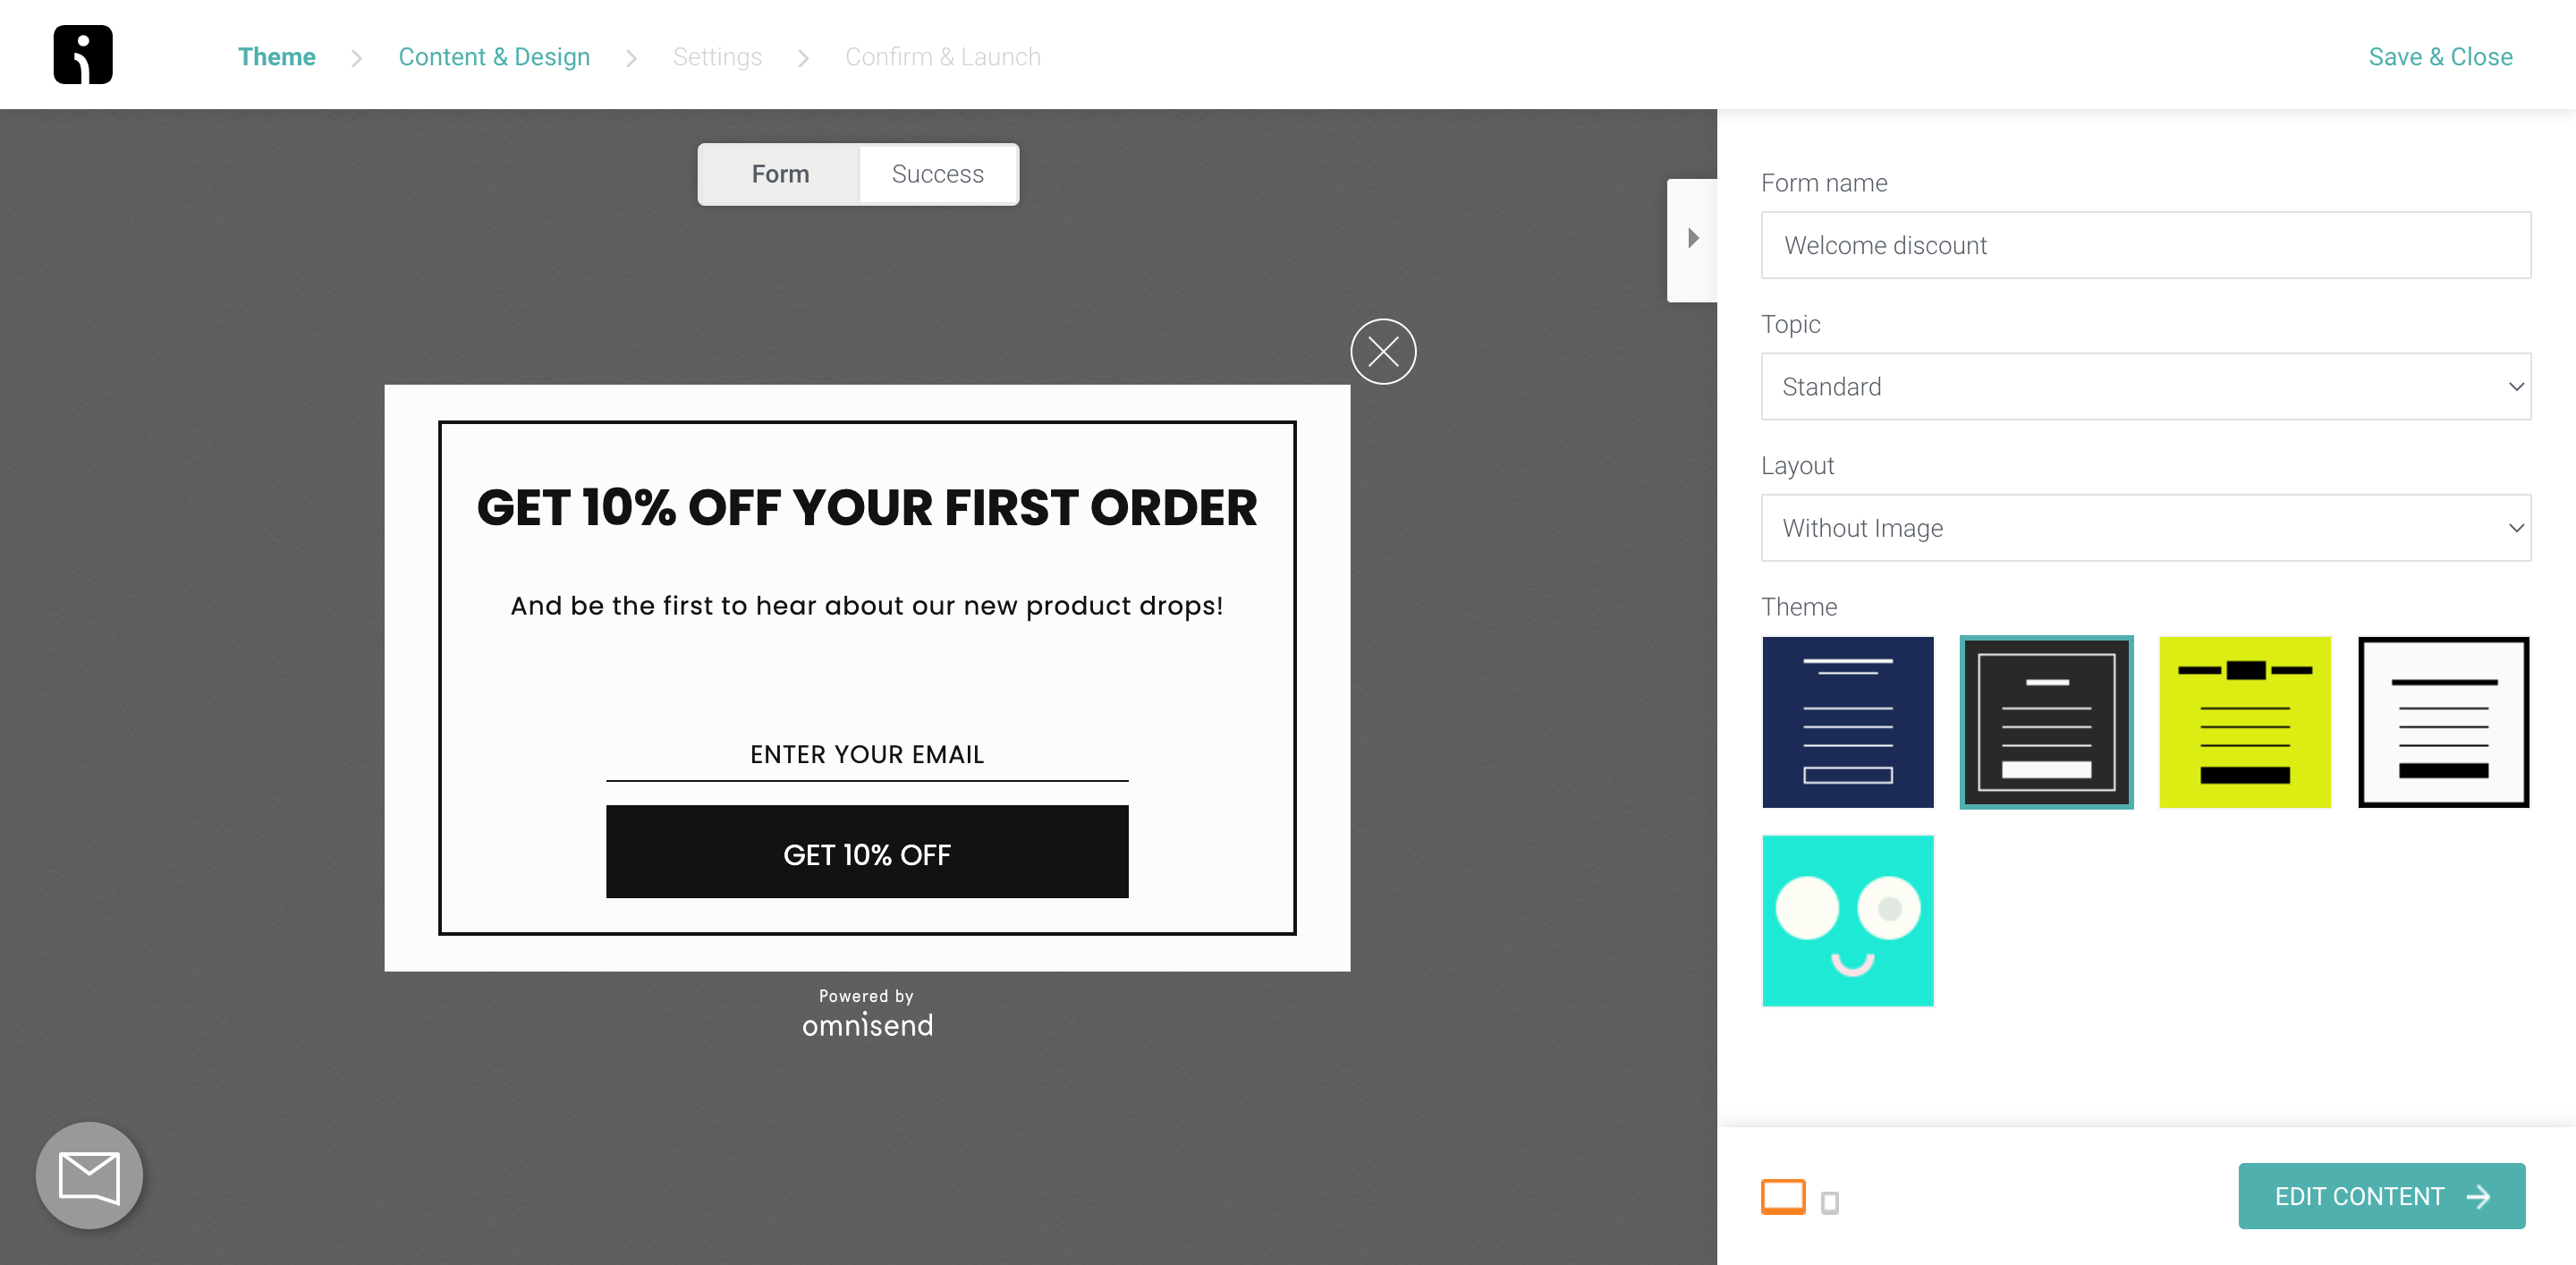 Theme
Content & Design
Settings
Confirm & Launch
Save & Close
Form
Success
GET 10% OFF YOUR FIRST ORDER
And be the first to hear about our new product drops!
ENTER YOUR EMAIL
GET 10% OFF
Powered by
omnisend
Form name
Welcome discount
Topic
Standard
Layout
Without Image
Theme
EDIT CONTENT